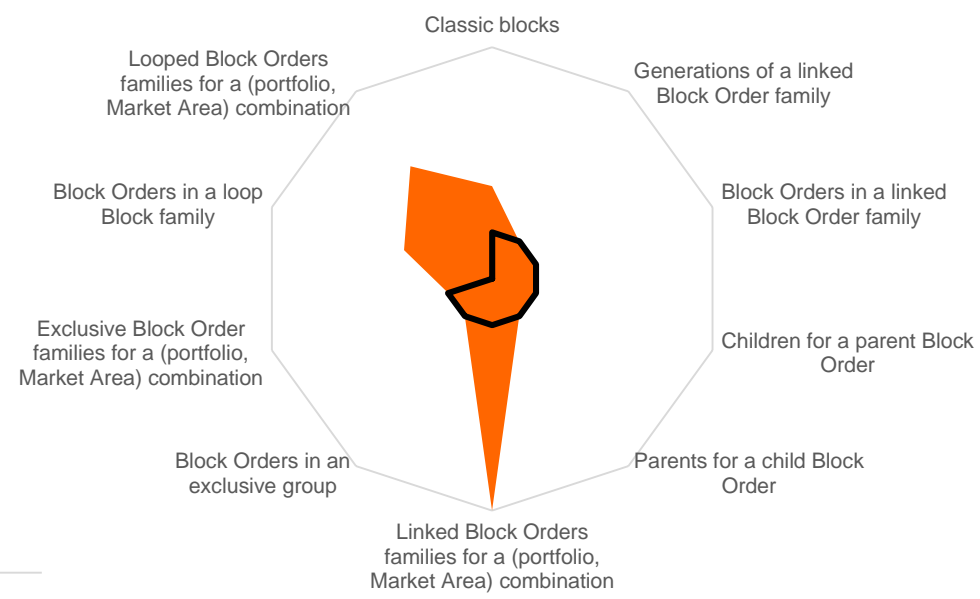 Classic blocks
Generations of a linked
Block Order family
Block Orders in a linked
Block Order family
Children for a parent Block
Order
Parents for a child Block
Order
Linked Block Orders
families for a (portfolio,
Market Area) combination
Block Orders in an
exclusive group
Exclusive Block Order
families for a (portfolio,
Market Area) combination
Block Orders in a loop
Block family
Looped Block Orders
families for a (portfolio,
Market Area) combination